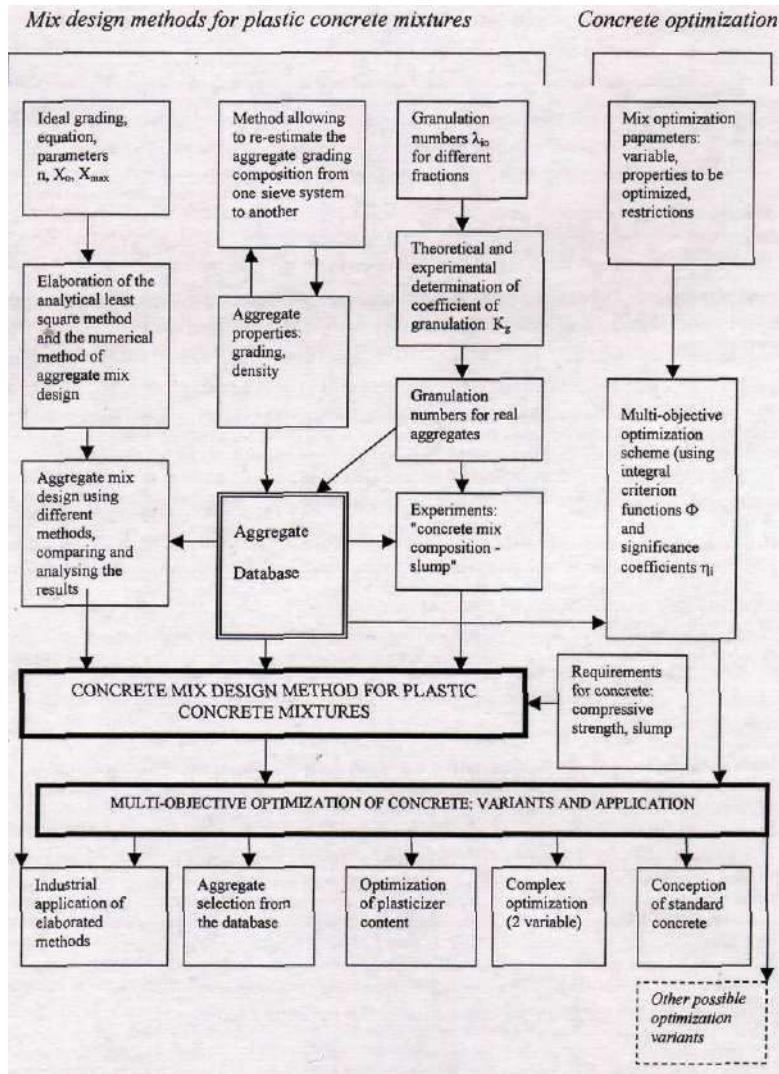 Mix design methods for plastic concrete mixtures
Concrete optimization
Ideal grading,
equation,
parameters
n, Xₒ, Xmax
Method allowing
to re-estimate the
aggregate grading
composition from
one sieve system
to another
Granulation
numbers λio
for different
fractions
Mix optimization
papameters:
variable,
properties to be
optimized,
restrictions
Elaboration of the
analytical least
square method
and the numerical
method of
aggregate mix
design
Aggregate
properties:
grading,
density
Theoretical and
experimental
determination of
coefficient of
granulation Kg
Granulation
numbers for real
aggregates
Multi-objective
optimization
scheme (using
integral
criterion
functions Φ
and
significance
coefficients ηi
Aggregate mix
design using
different
methods,
comparing and
analysing the
results
Aggregate
Database
Experiments:
"concrete mix
composition -
slump"
CONCRETE MIX DESIGN METHOD FOR PLASTIC
CONCRETE MIXTURES
Requirements
for concrete:
compressive
strength, slump
MULTI-OBJECTIVE OPTIMIZATION OF CONCRETE: VARIANTS AND APPLICATION
Industrial
application of
elaborated
methods
Aggregate
selection from
the database
Optimization
of plasticizer
content
Complex
optimization
(2 variable)
Conception
of standard
concrete
Other possible
optimization
variants